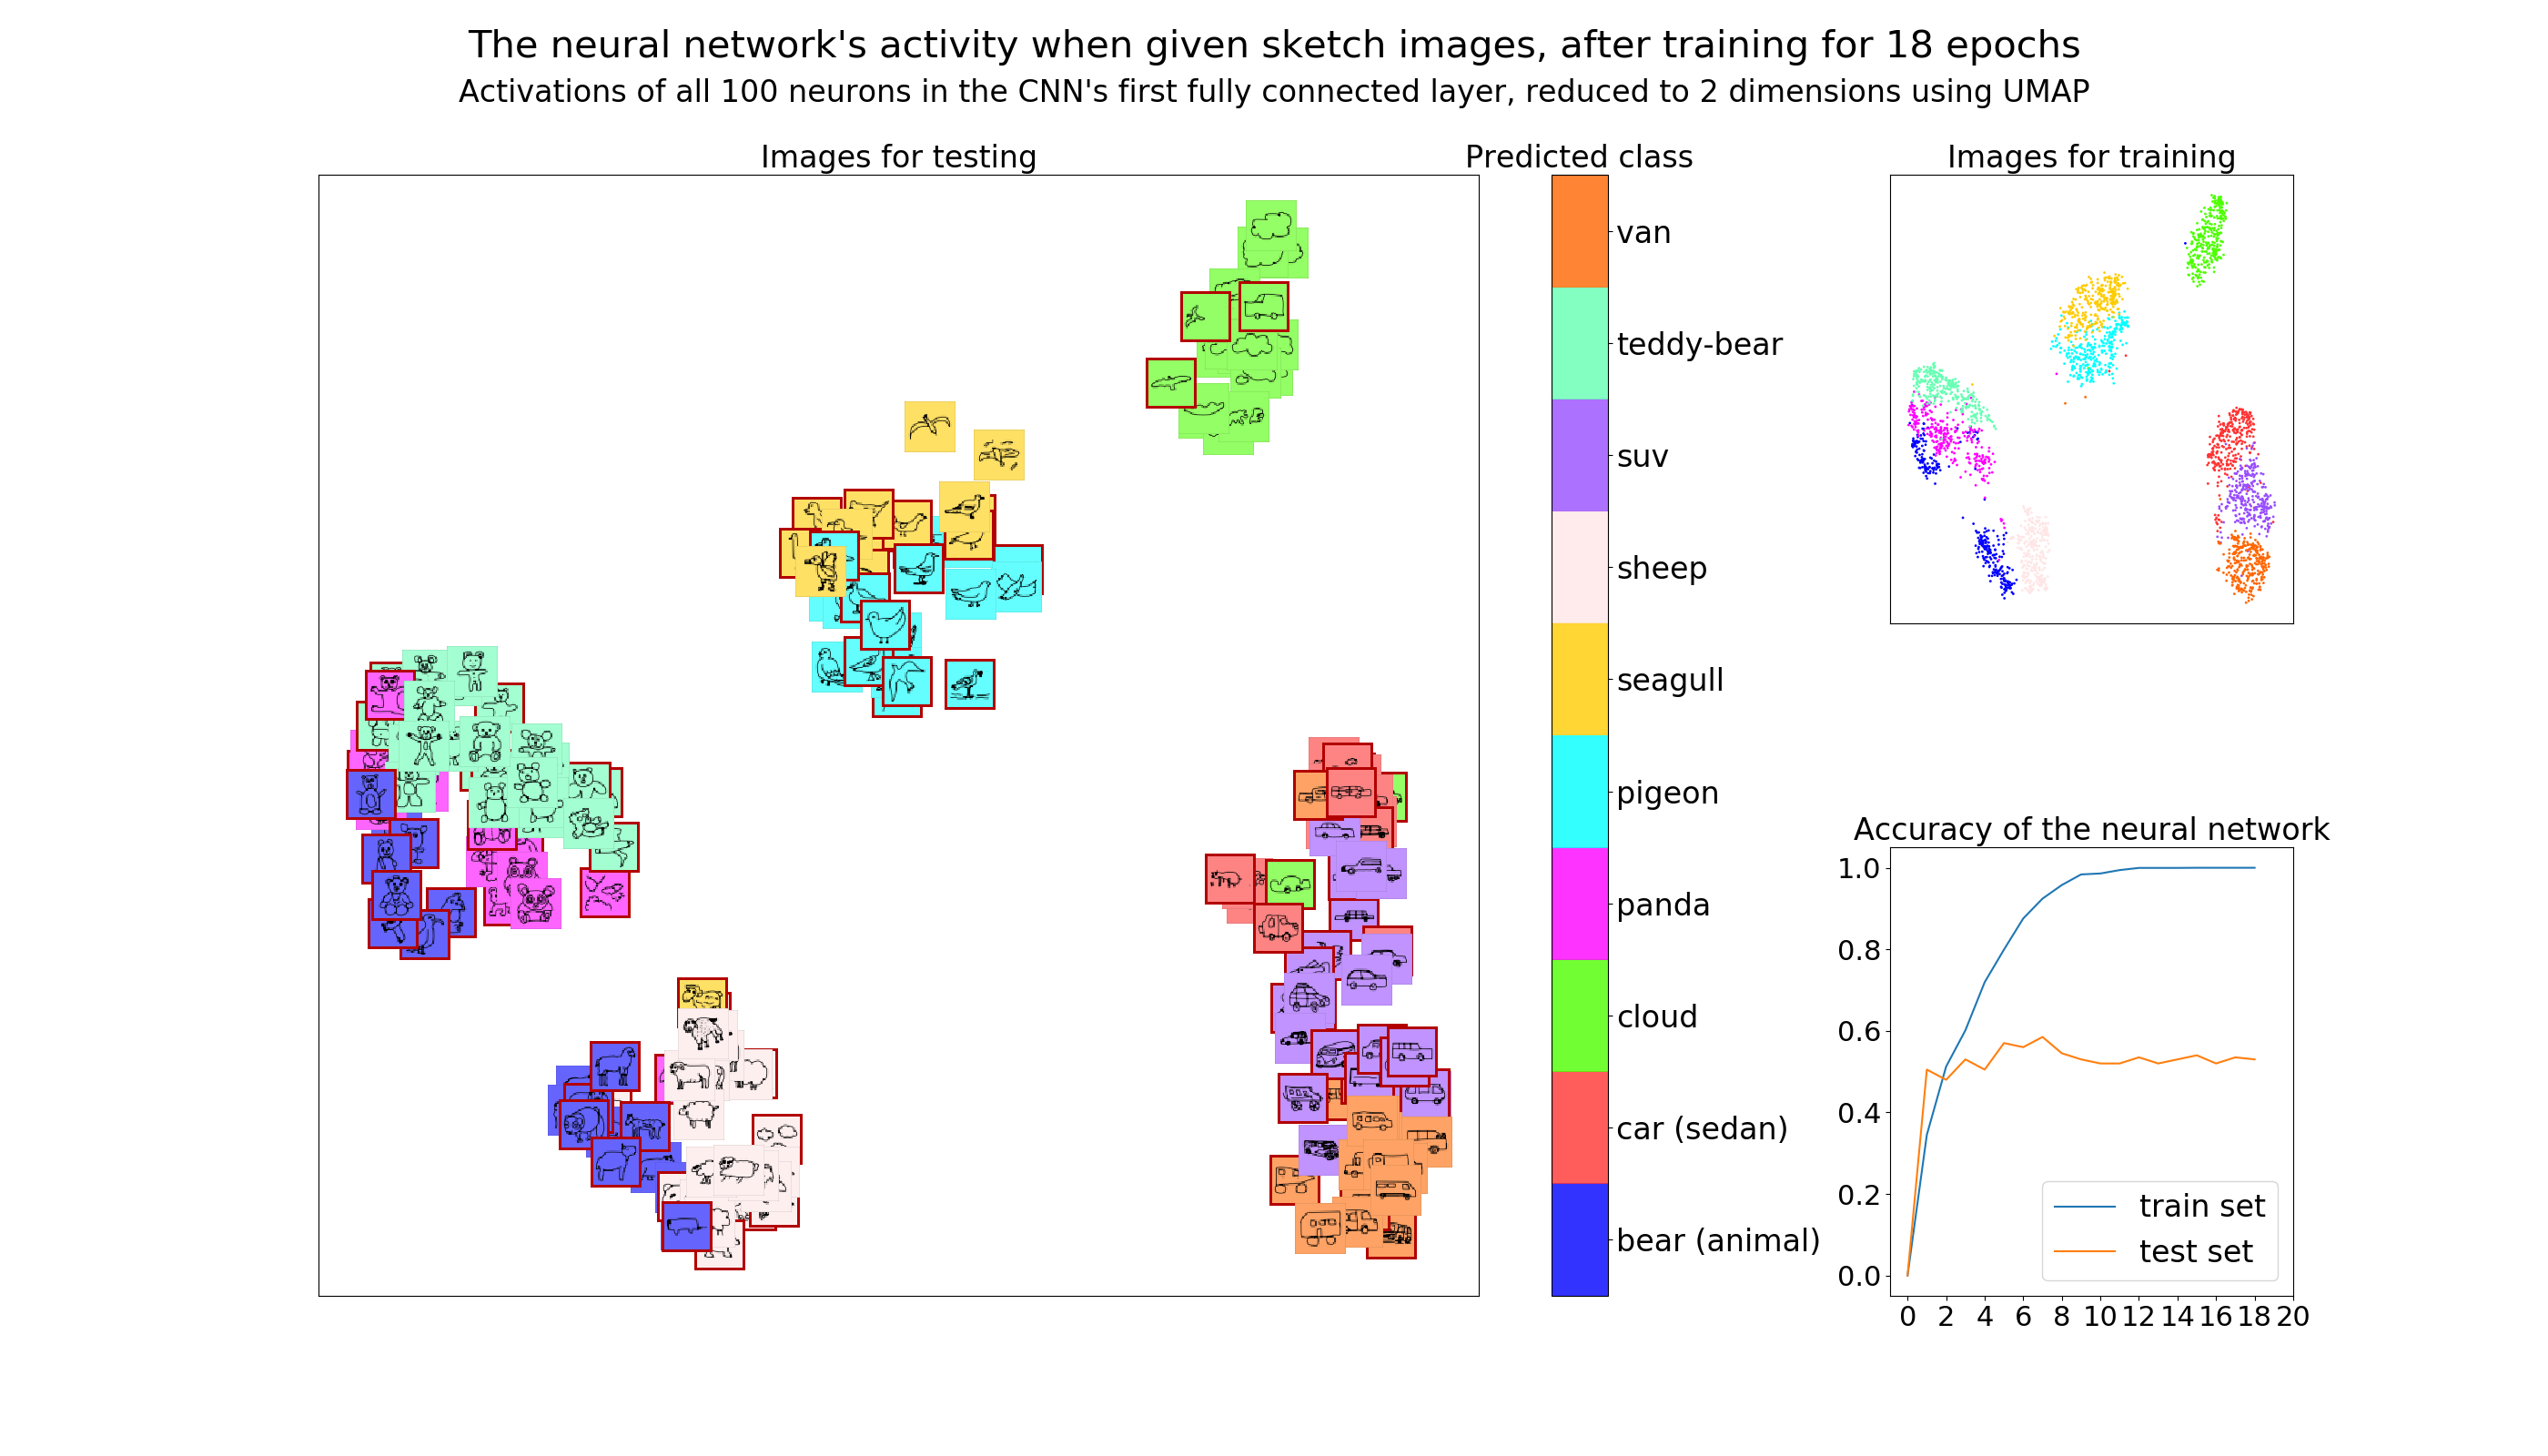 The neural network's activity when given sketch images, after training for 18 epochs
Activations of all 100 neurons in the CNN's first fully connected layer, reduced to 2 dimensions using UMAP
Images for testing
Predicted class
van
teddy-bear
suv
sheep
seagull
pigeon
panda
cloud
car (sedan)
bear (animal)
Images for training
Accuracy of the neural network
1.0
0.8
0.6
0.4
0.2
0.0
train set
test set
0 2 4 6 8 10 12 14 16 18 20